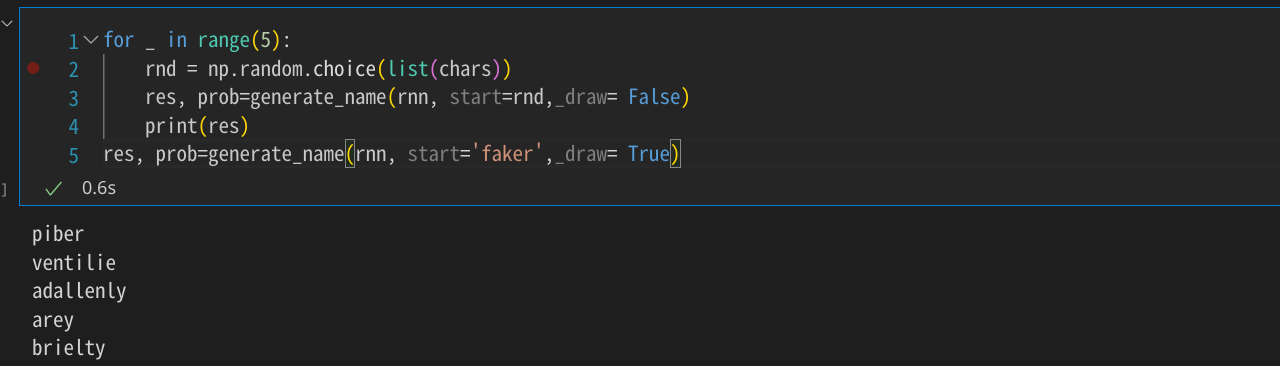 1 for _ in range(5):
2 rnd = np.random.choice(list(chars))
3 res, prob=generate_name(rnn, start=rnd,_draw= False)
4 print(res)
5 res, prob=generate_name(rnn, start='faker',_draw= True)
] 0.6s
piber
ventilie
adallenly
arey
brielty